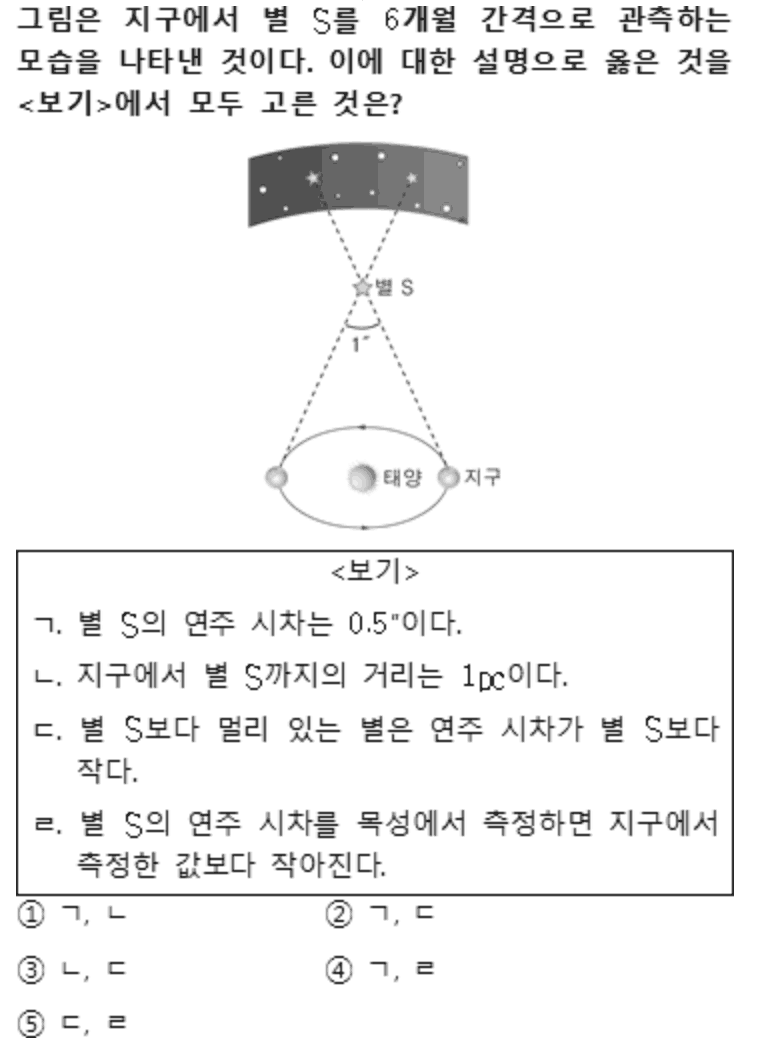 그림은 지구에서 별 S를 6개월 간격으로 관측하는
모습을 나타낸 것이다. 이에 대한 설명으로 옳은 것을
<보기>에서 모두 고른 것은?
별 S
1″
태양
지구
<보기>
ㄱ. 별 S의 연주 시차는 0.5"이다.
ㄴ. 지구에서 별 S까지의 거리는 1pc이다.
ㄷ. 별 S보다 멀리 있는 별은 연주 시차가 별 S보다
작다.
ㄹ. 별 S의 연주 시차를 목성에서 측정하면 지구에서
측정한 값보다 작아진다.
① ㄱ, ㄴ
② ㄱ, ㄷ
③ ㄴ, ㄷ
④ ㄱ, ㄹ
⑤ ㄷ, ㄹ